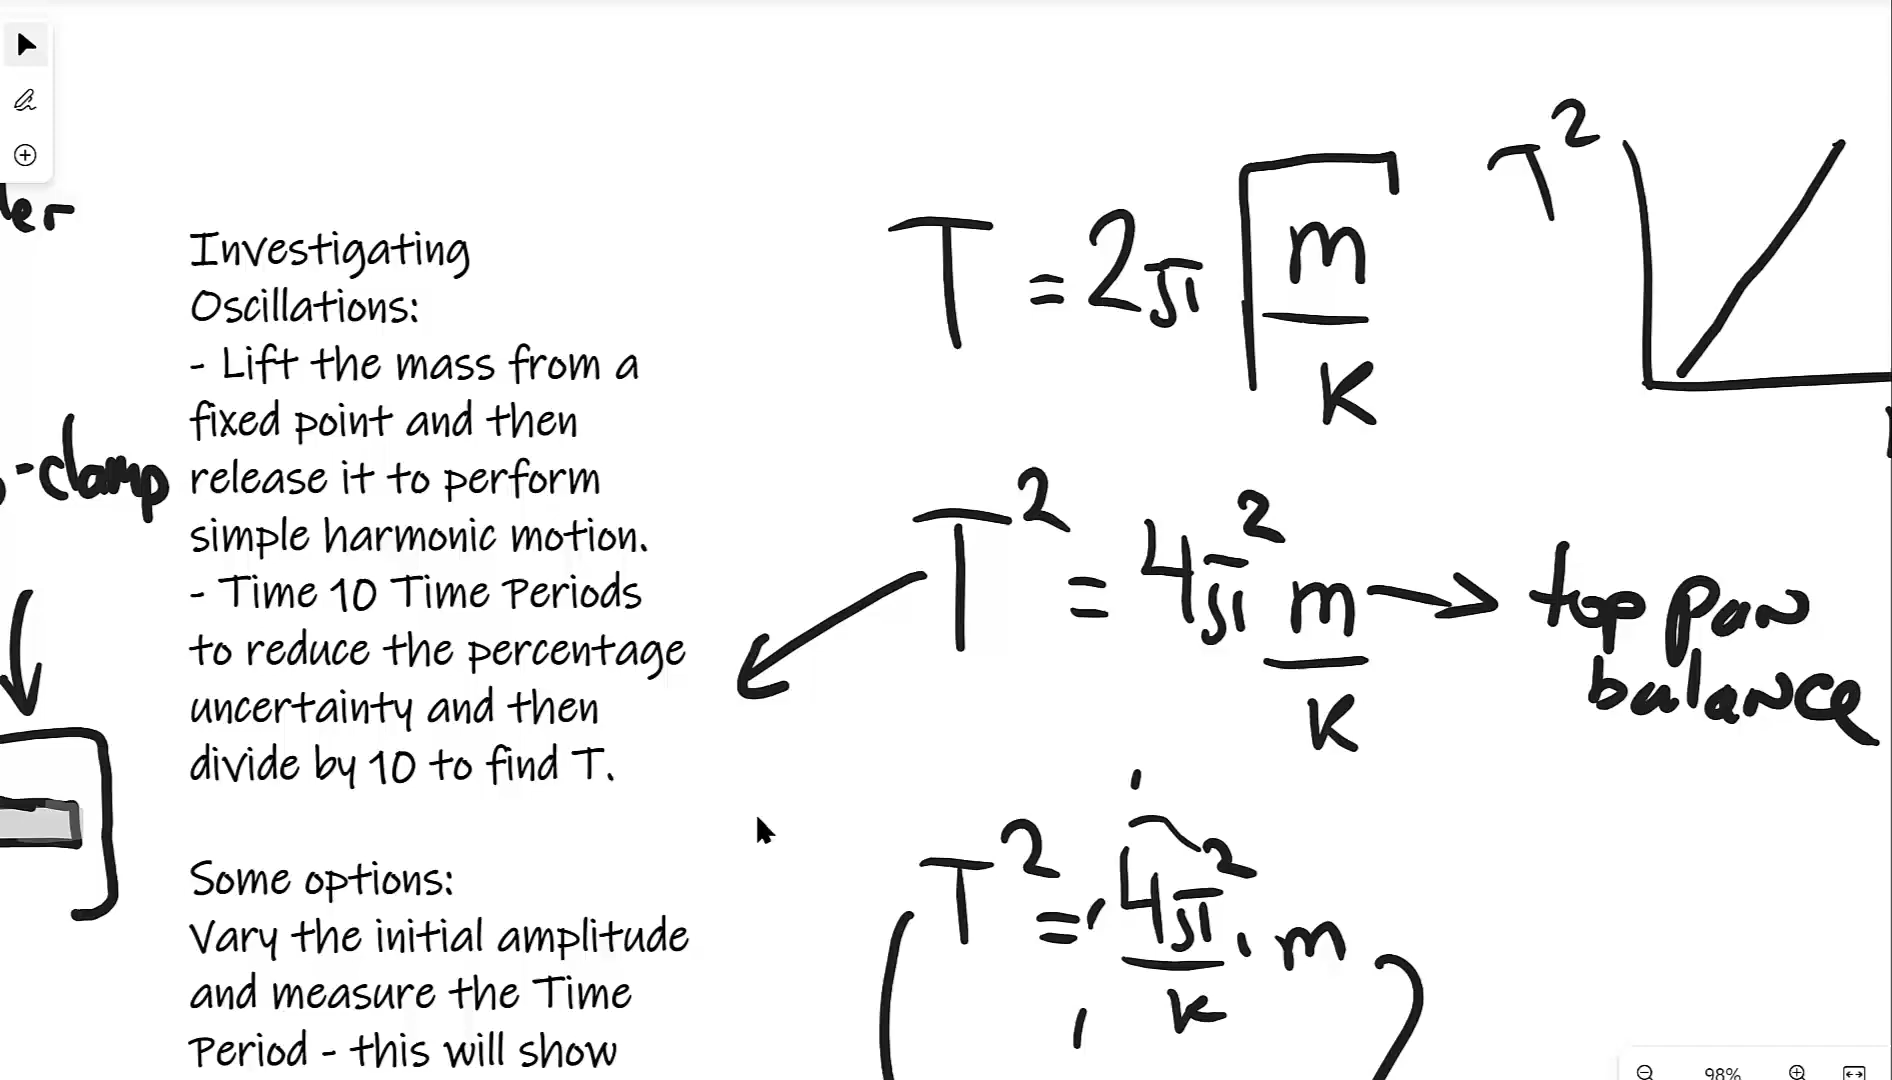 ler
-clamp
Investigating
Oscillations:
- Lift the mass from a
fixed point and then
release it to perform
simple harmonic motion.
- Time 10 Time Periods
to reduce the percentage
uncertainty and then
divide by 10 to find T.
Some options:
Vary the initial amplitude
and measure the Time
Period - this will show
T = 2π √(m/k)
T²
T² = 4π² m/k → top pan
balance
T² = 4π²/k · m
98%